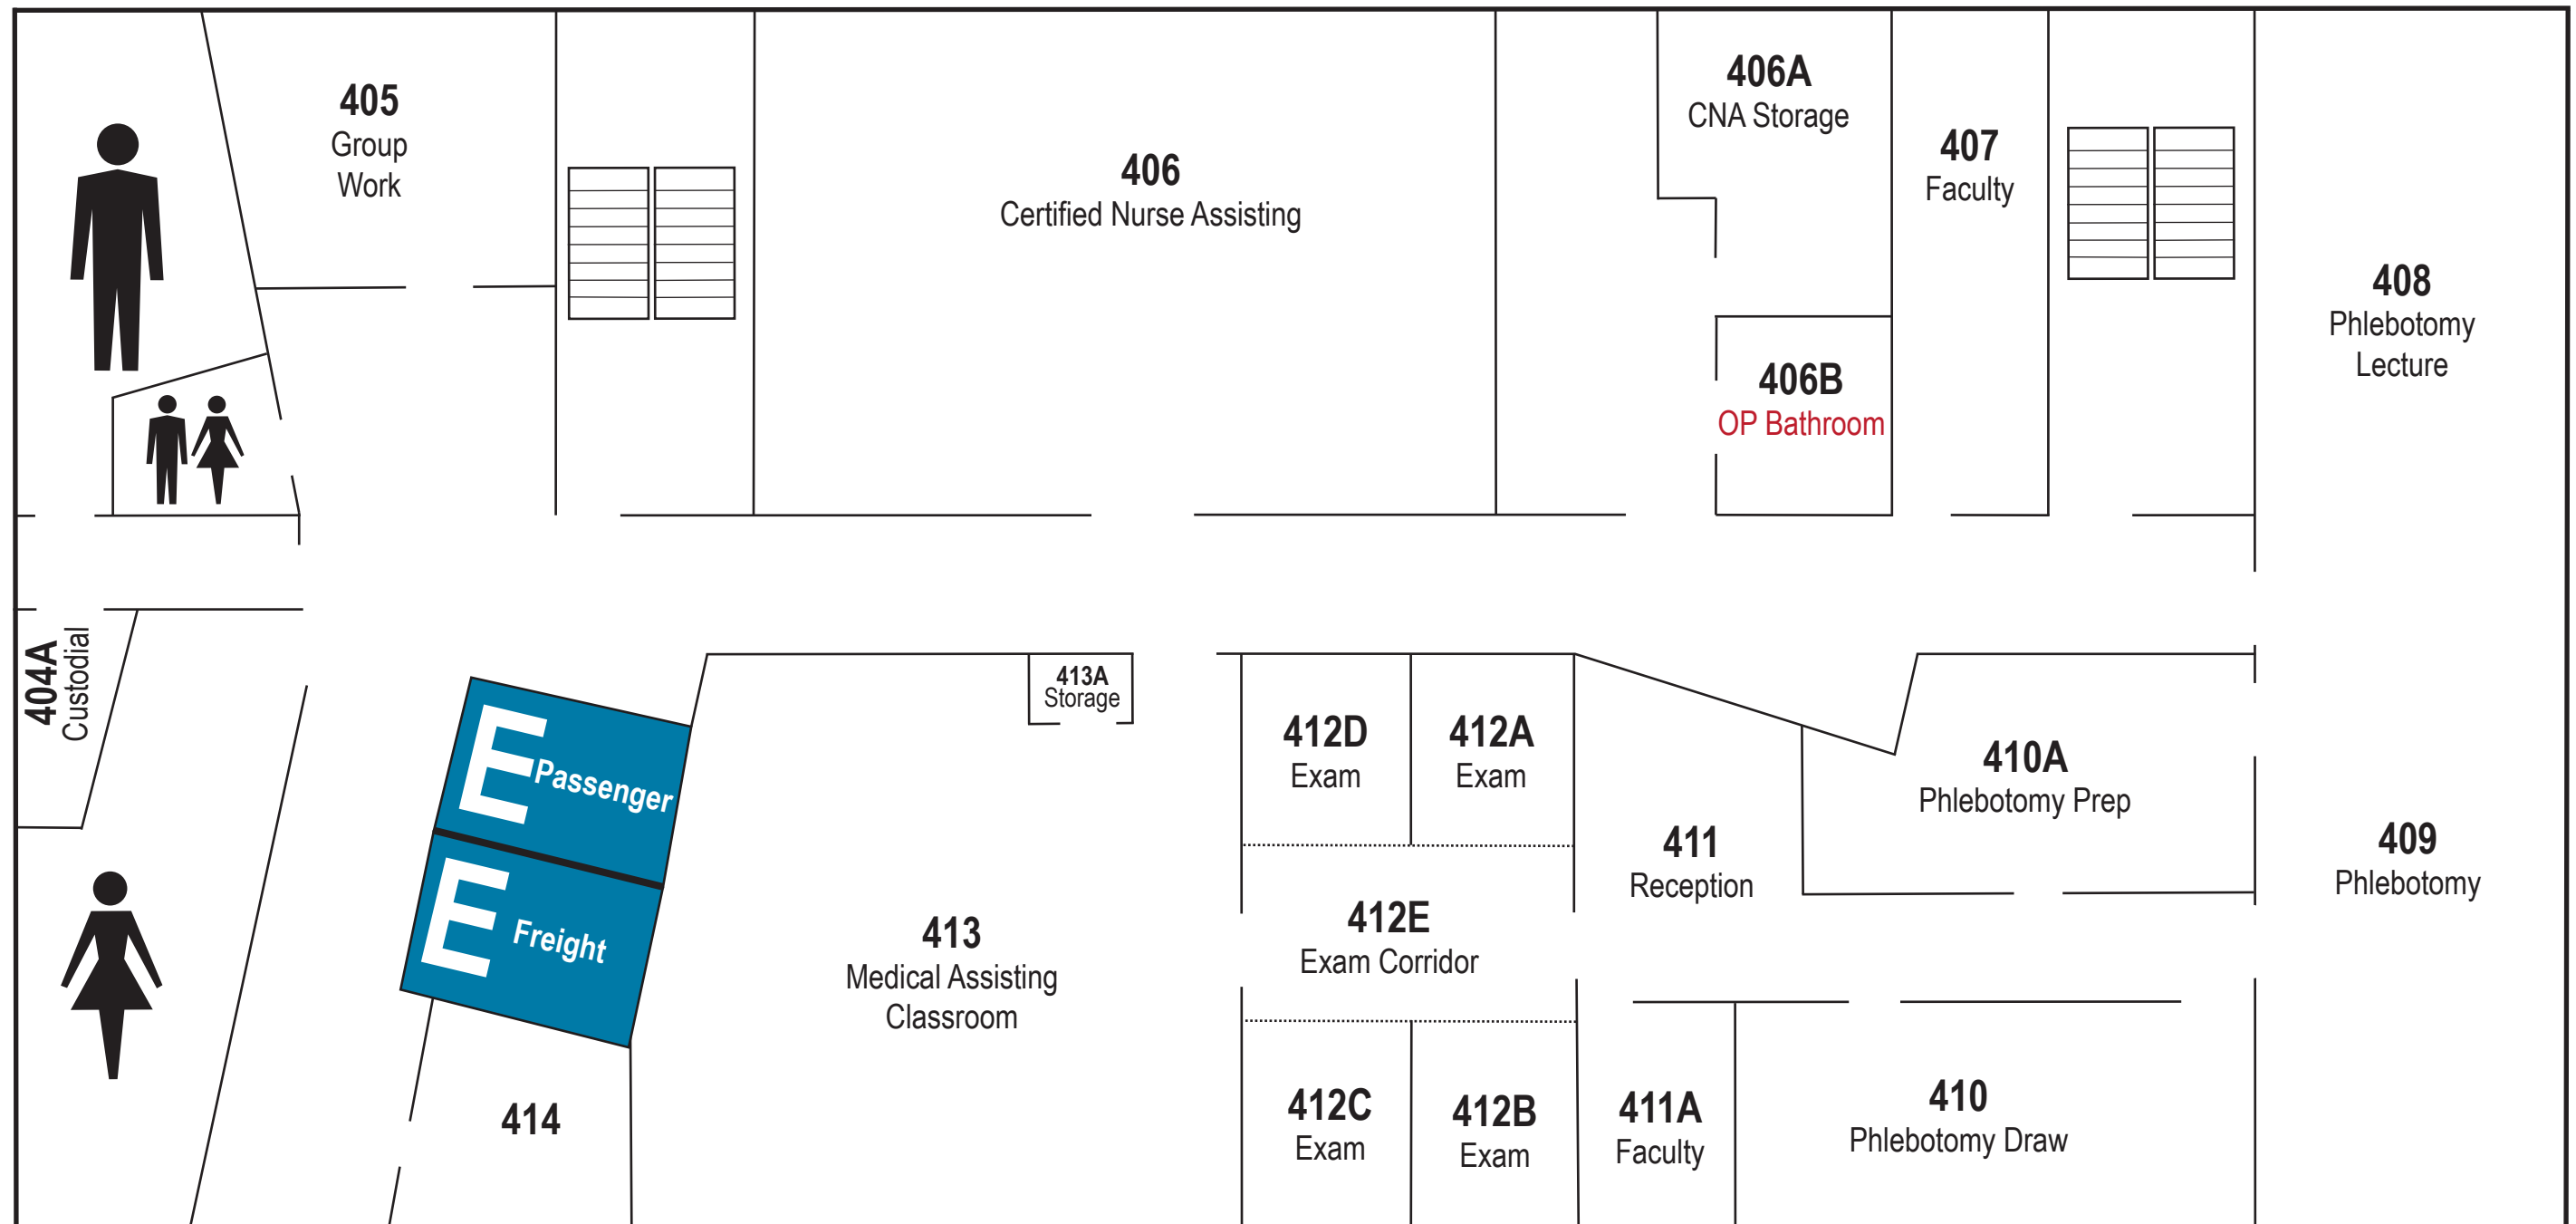 405
Group
Work
406
Certified Nurse Assisting
406A
CNA Storage
407
Faculty
408
Phlebotomy
Lecture
406B
OP Bathroom
404A
Custodial
E Passenger
E Freight
413A
Storage
412D
Exam
412A
Exam
410A
Phlebotomy Prep
411
Reception
409
Phlebotomy
413
Medical Assisting
Classroom
412E
Exam Corridor
414
412C
Exam
412B
Exam
411A
Faculty
410
Phlebotomy Draw